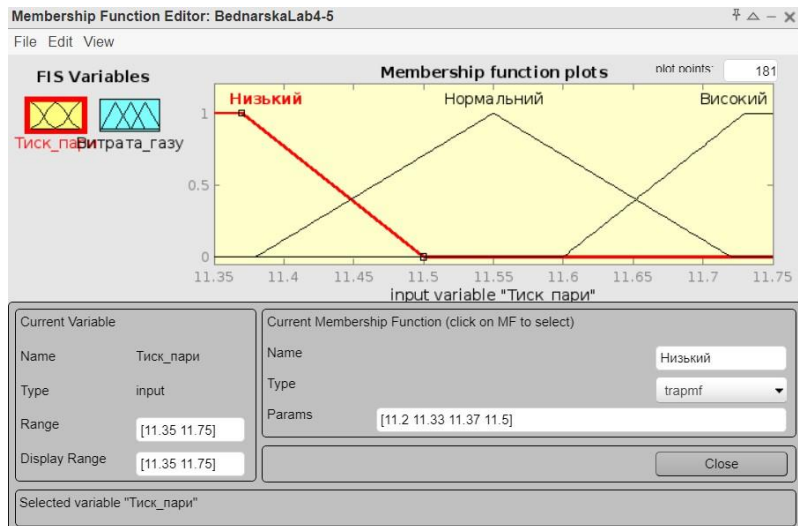 Membership Function Editor: BednarskaLab4-5
File Edit View
FIS Variables
Membership function plots
plot points:
181
Низький
Нормальний
Високий
Тиск_пари
Витрата_газу
1
0.5
0
11.35 11.4 11.45 11.5 11.55 11.6 11.65 11.7 11.75
input variable "Тиск_пари"
Current Variable
Name Тиск_пари
Type input
Range [11.35 11.75]
Display Range [11.35 11.75]
Current Membership Function (click on MF to select)
Name Низький
Type trapmf
Params [11.2 11.33 11.37 11.5]
Close
Selected variable "Тиск_пари"